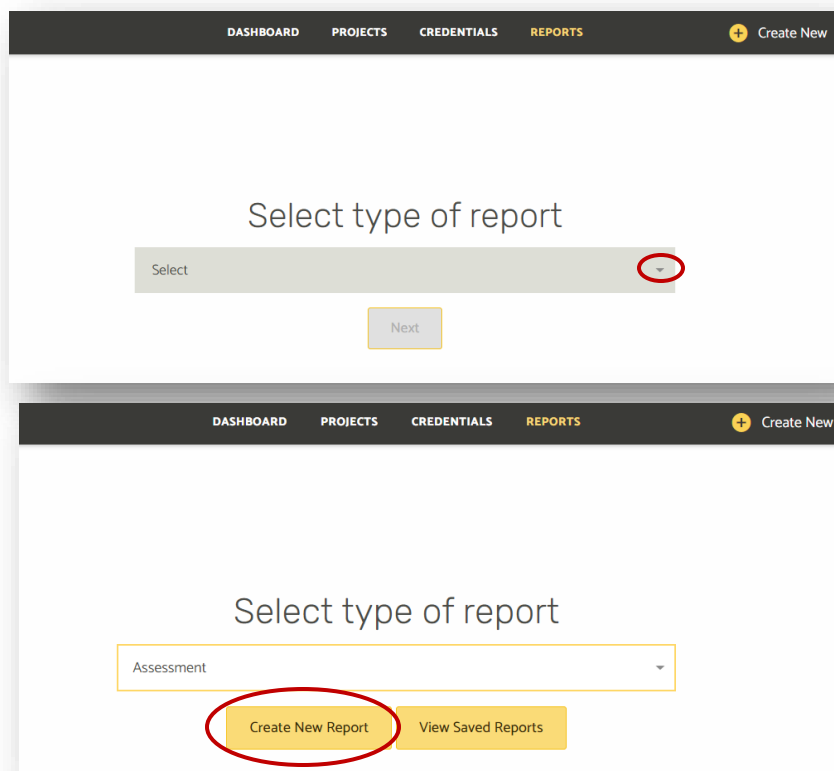 DASHBOARD PROJECTS CREDENTIALS REPORTS + Create New
Select type of report
Select
Next
DASHBOARD PROJECTS CREDENTIALS REPORTS + Create New
Select type of report
Assessment
Create New Report View Saved Reports